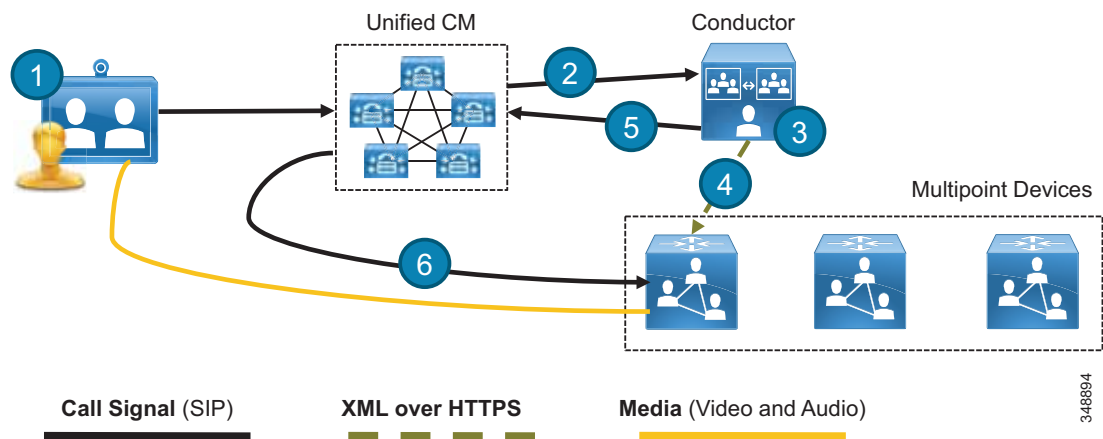 Unified CM
Conductor
1
2
5
3
4
Multipoint Devices
6
348894
Call Signal (SIP)
XML over HTTPS
Media (Video and Audio)